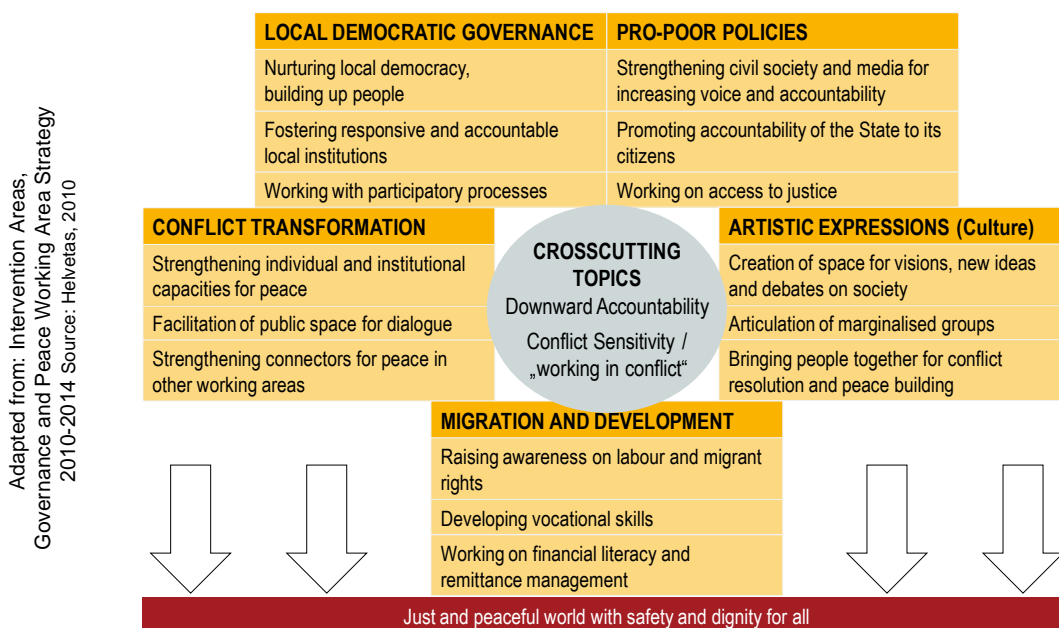 Adapted from: Intervention Areas,
Governance and Peace Working Area Strategy
2010-2014 Source: Helvetas, 2010
LOCAL DEMOCRATIC GOVERNANCE
Nurturing local democracy,
building up people
Fostering responsive and accountable
local institutions
Working with participatory processes
PRO-POOR POLICIES
Strengthening civil society and media for
increasing voice and accountability
Promoting accountability of the State to its
citizens
Working on access to justice
CONFLICT TRANSFORMATION
Strengthening individual and institutional
capacities for peace
Facilitation of public space for dialogue
Strengthening connectors for peace in
other working areas
CROSSCUTTING
TOPICS
Downward Accountability
Conflict Sensitivity /
„working in conflict“
ARTISTIC EXPRESSIONS (Culture)
Creation of space for visions, new ideas
and debates on society
Articulation of marginalised groups
Bringing people together for conflict
resolution and peace building
MIGRATION AND DEVELOPMENT
Raising awareness on labour and migrant
rights
Developing vocational skills
Working on financial literacy and
remittance management
Just and peaceful world with safety and dignity for all